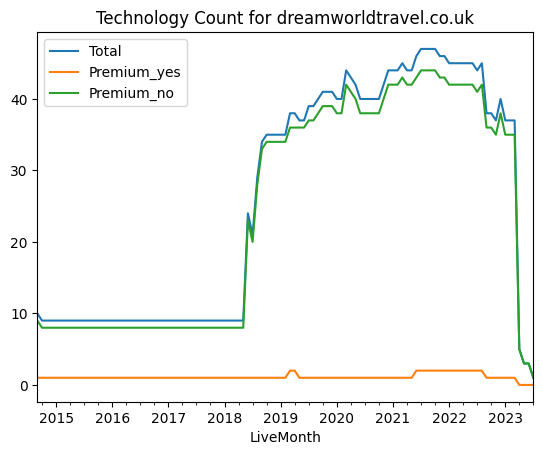 Technology Count for dreamworldtravel.co.uk
Total
Premium_yes
Premium_no
40
30
20
10
0
2015 2016 2017 2018 2019 2020 2021 2022 2023
LiveMonth